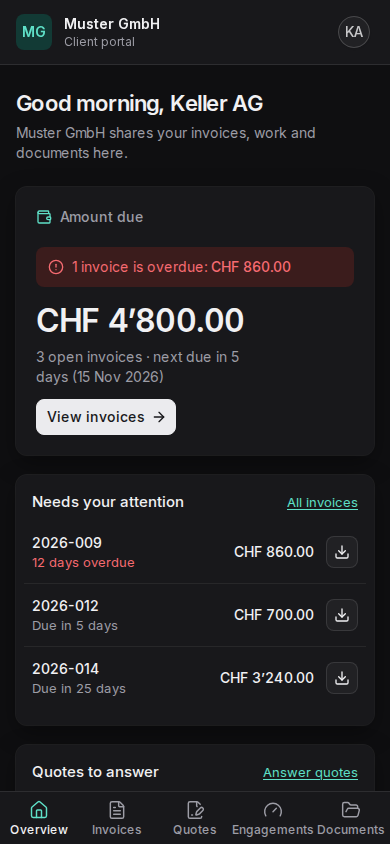 MG
Muster GmbH
Client portal
KA
Good morning, Keller AG
Muster GmbH shares your invoices, work and
documents here.
Amount due
1 invoice is overdue: CHF 860.00
CHF 4’800.00
3 open invoices · next due in 5
days (15 Nov 2026)
View invoices
Needs your attention
All invoices
2026-009
12 days overdue
CHF 860.00
2026-012
Due in 5 days
CHF 700.00
2026-014
Due in 25 days
CHF 3’240.00
Quotes to answer
Answer quotes
Overview
Invoices
Quotes
Engagements
Documents